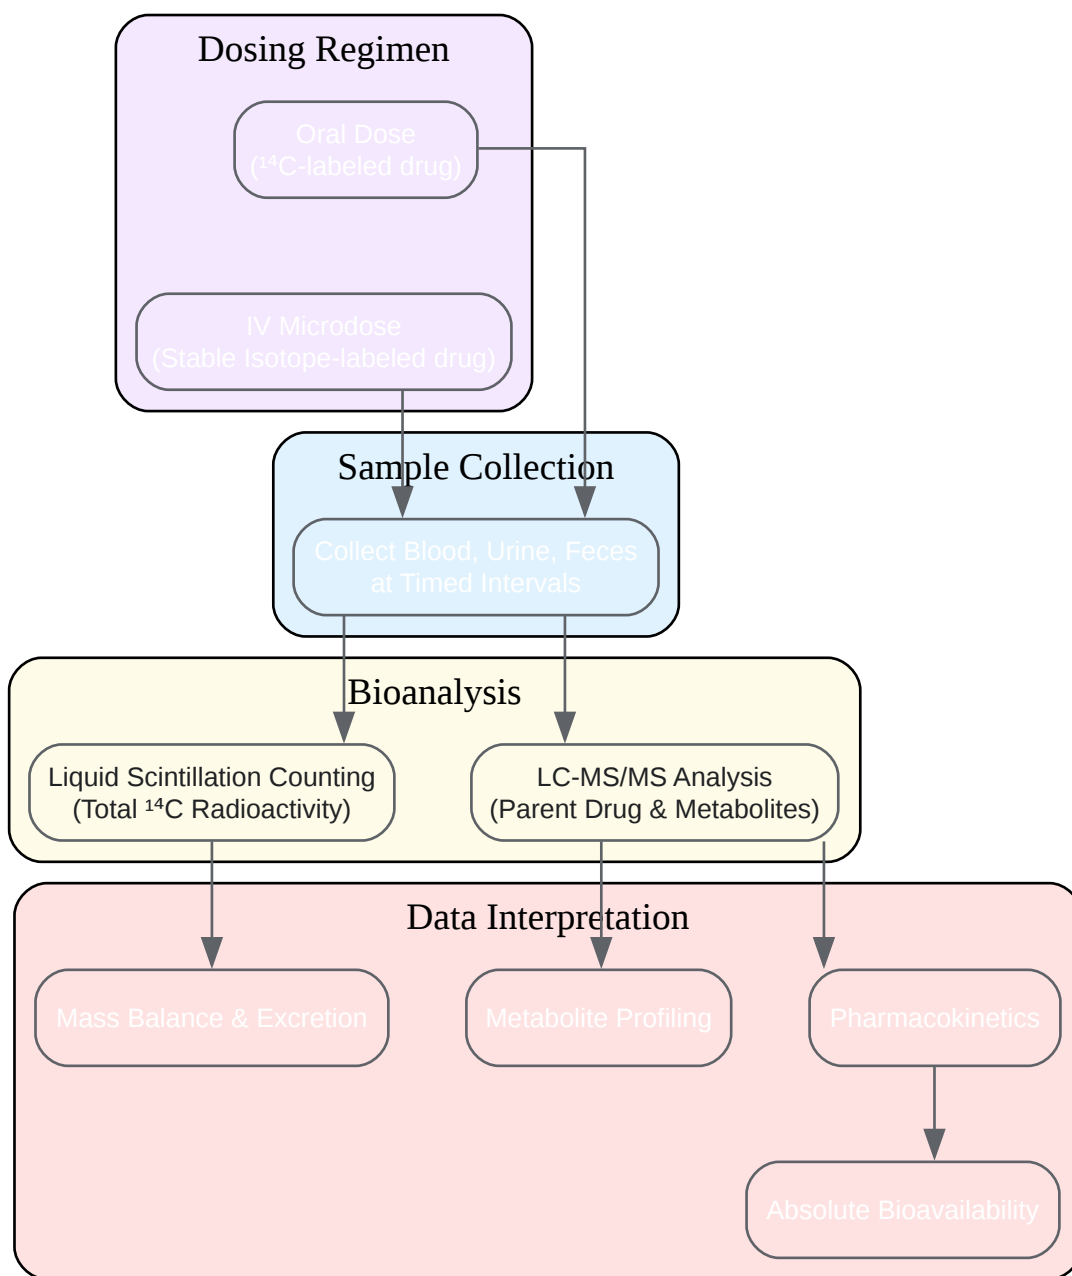 Dosing Regimen
Oral Dose
(¹⁴C-labeled drug)
IV Microdose
(Stable Isotope-labeled drug)
Sample Collection
Collect Blood, Urine, Feces
at Timed Intervals
Bioanalysis
Liquid Scintillation Counting
(Total ¹⁴C Radioactivity)
LC-MS/MS Analysis
(Parent Drug & Metabolites)
Data Interpretation
Mass Balance & Excretion
Metabolite Profiling
Pharmacokinetics
Absolute Bioavailability